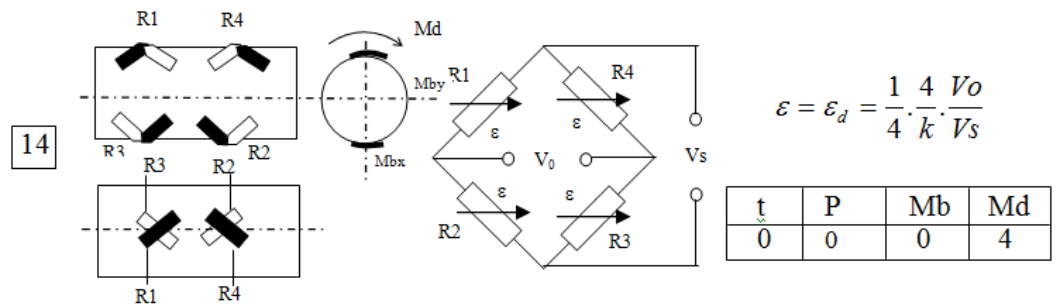 14
R1 R4
R3 R2
R3 R2
R1 R4
Md
Mby
Mbx
R1 R4
ε ε
V0 Vs
ε ε
R2 R3
ε = ε_d = 1/4 . 4/k . Vo/Vs
t P Mb Md
0 0 0 4